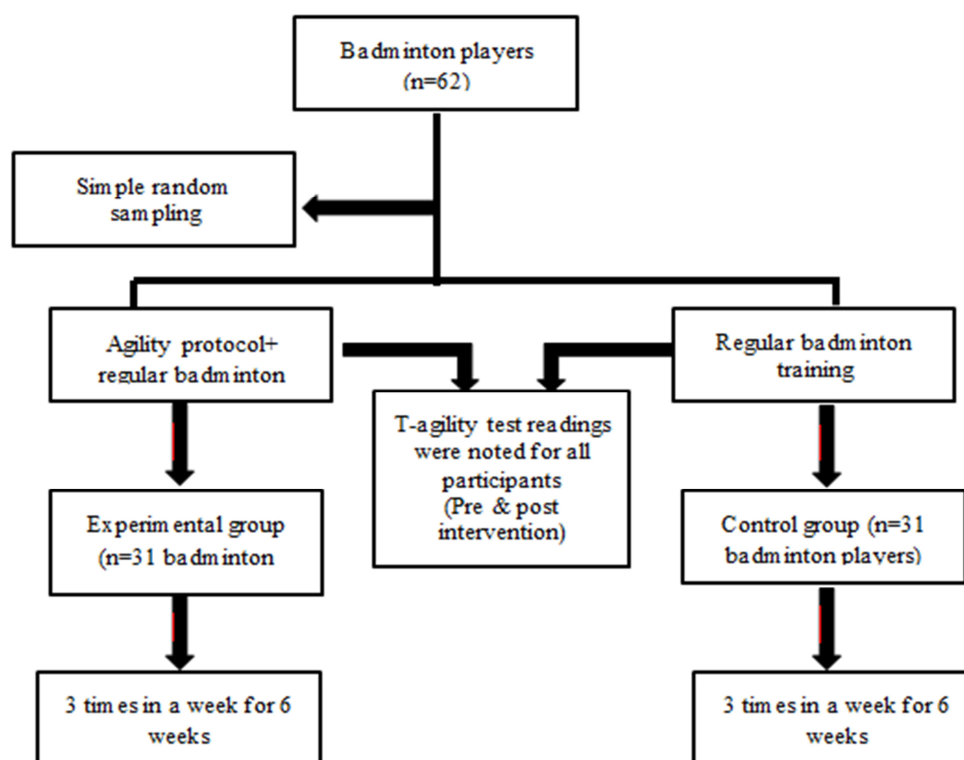 Badminton players
(n=62)
Simple random
sampling
Agility protocol+
regular badminton
Regular badminton
training
T-agility test readings
were noted for all
participants
(Pre & post
intervention)
Experimental group
(n=31 badminton
Control group (n=31
badminton players)
3 times in a week for 6
weeks
3 times in a week for 6
weeks